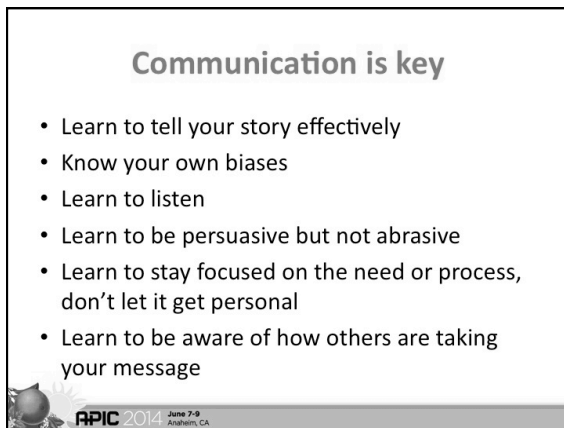 Communication is key
• Learn to tell your story effectively
• Know your own biases
• Learn to listen
• Learn to be persuasive but not abrasive
• Learn to stay focused on the need or process,
don’t let it get personal
• Learn to be aware of how others are taking
your message
APIC 2014 June 7-9
Anaheim, CA